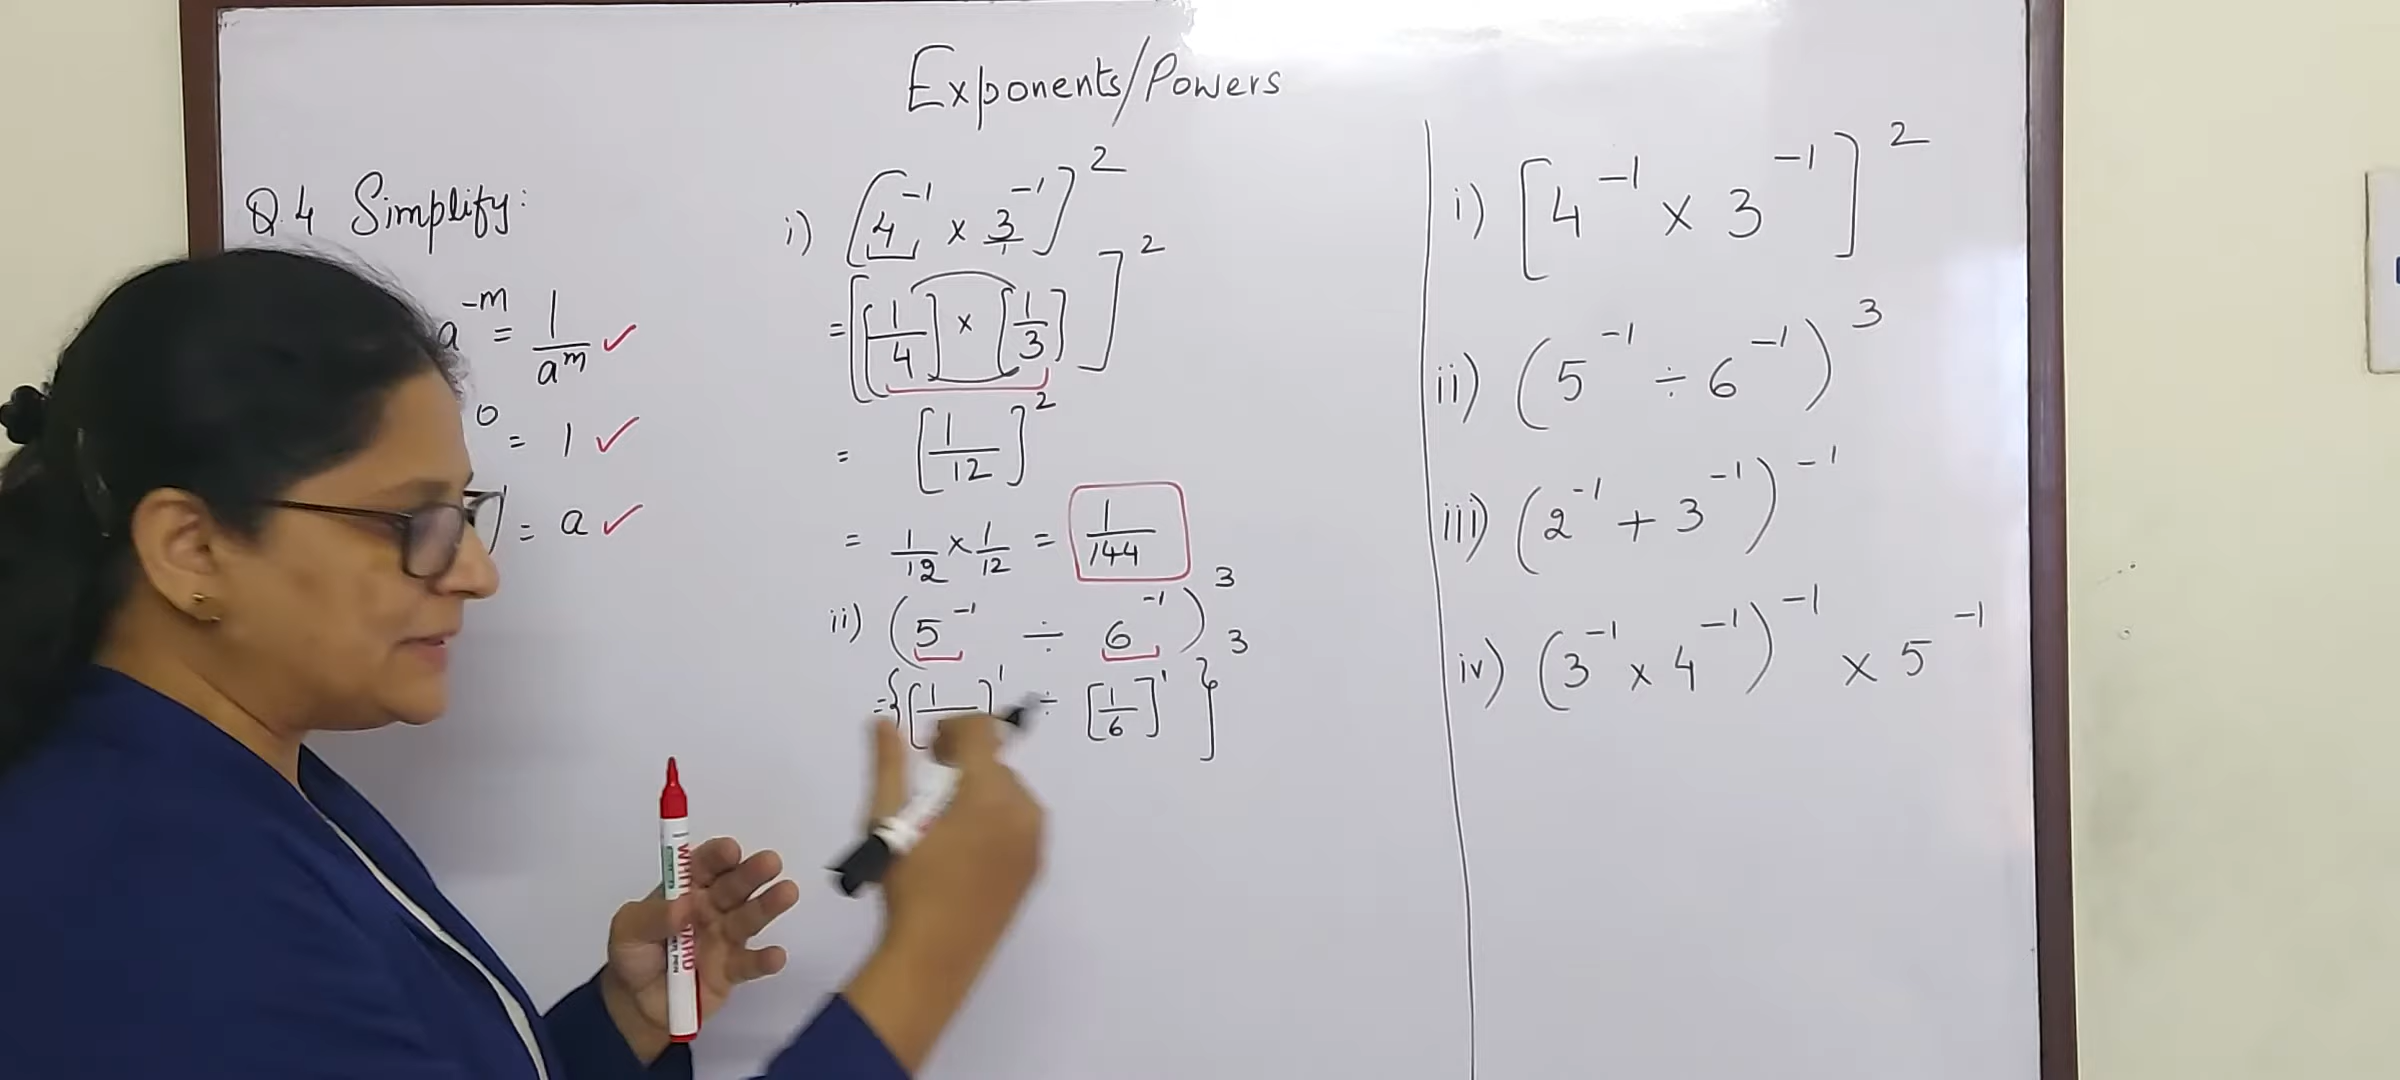 Exponents/Powers
Q.4 Simplify:
a⁻ᵐ = 1/aᵐ ✓
⁰ = 1 ✓
= a ✓
i) [4⁻¹ × 3⁻¹]²
= [[1/4] × [1/3]]²
= [1/12]²
= 1/12 × 1/12 = 1/144
ii) (5⁻¹ ÷ 6⁻¹)³
= {[1/ ]¹ ÷ [1/6]¹}³
i) [4⁻¹ × 3⁻¹]²
ii) (5⁻¹ ÷ 6⁻¹)³
iii) (2⁻¹ + 3⁻¹)⁻¹
iv) (3⁻¹ × 4⁻¹)⁻¹ × 5⁻¹